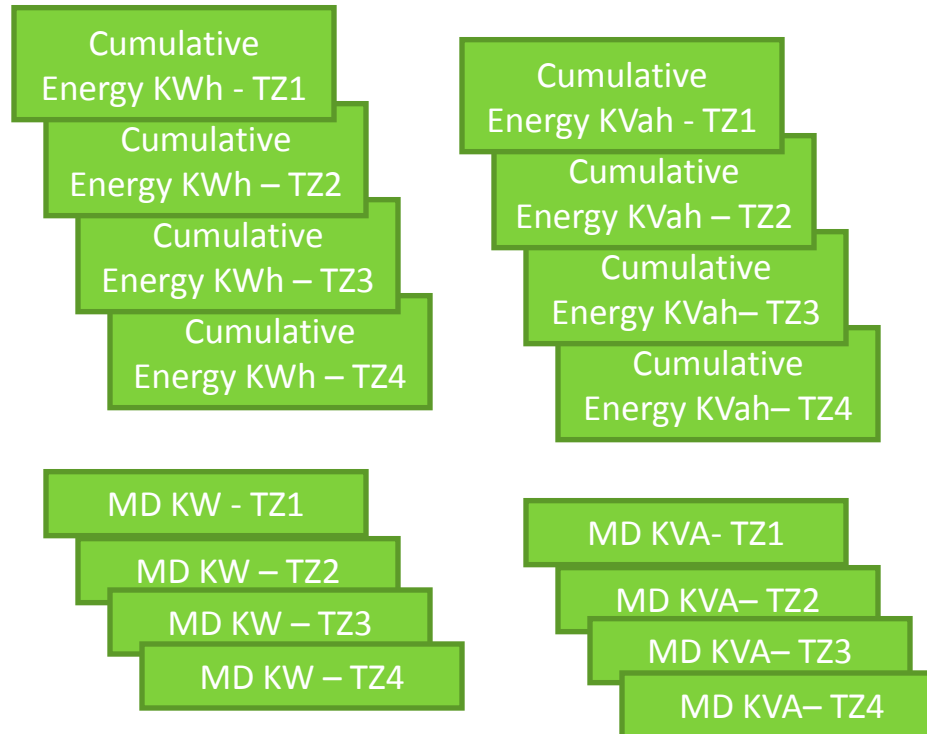 Cumulative
Energy KWh - TZ1
Cumulative
Energy KWh – TZ2
Cumulative
Energy KWh – TZ3
Cumulative
Energy KWh – TZ4
Cumulative
Energy KVah - TZ1
Cumulative
Energy KVah – TZ2
Cumulative
Energy KVah– TZ3
Cumulative
Energy KVah– TZ4
MD KW - TZ1
MD KW – TZ2
MD KW – TZ3
MD KW – TZ4
MD KVA- TZ1
MD KVA– TZ2
MD KVA– TZ3
MD KVA– TZ4